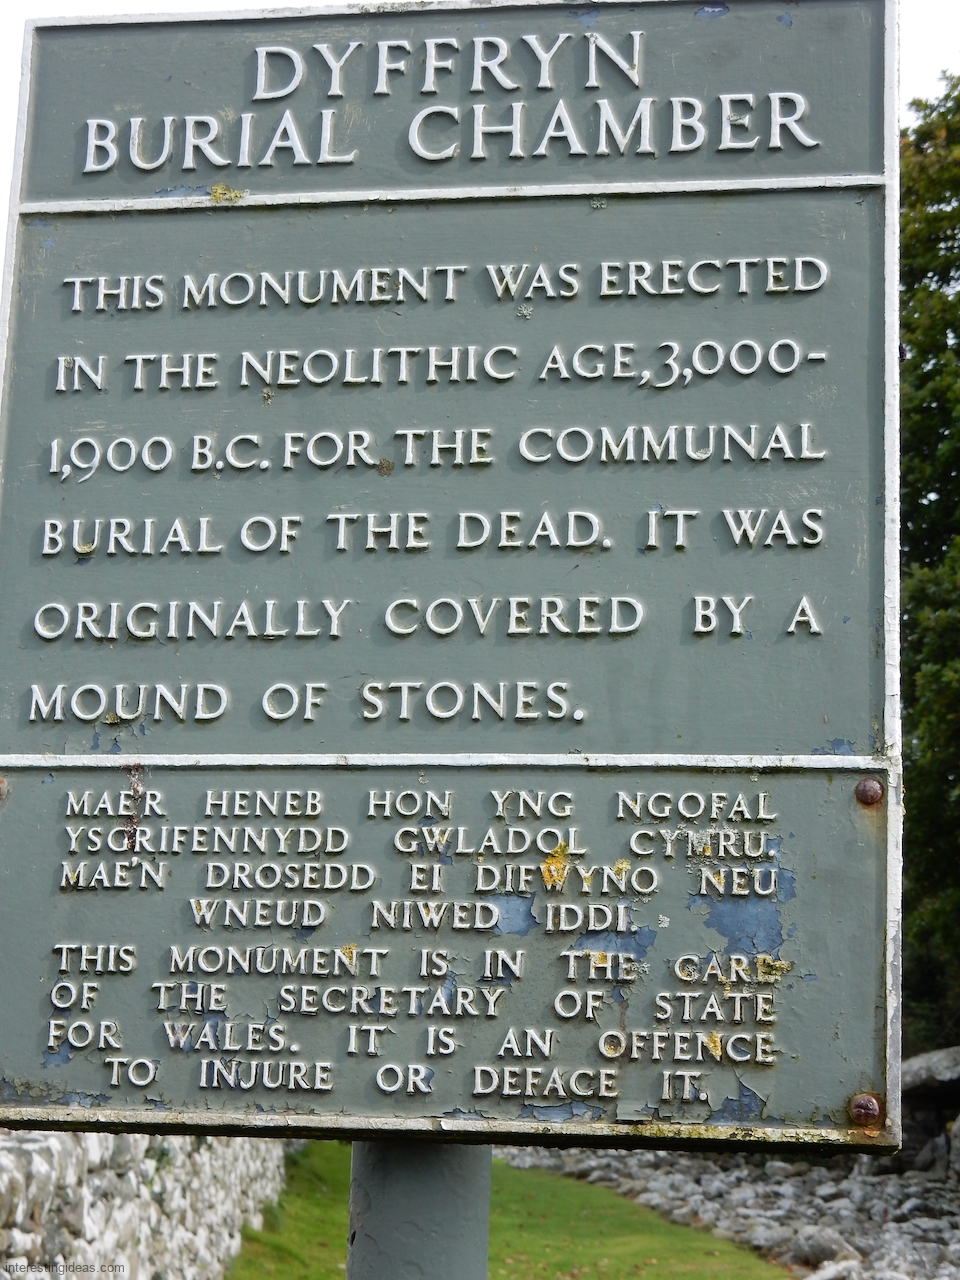 DYFFRYN
BURIAL CHAMBER
THIS MONUMENT WAS ERECTED
IN THE NEOLITHIC AGE, 3,000-
1,900 B.C. FOR THE COMMUNAL
BURIAL OF THE DEAD. IT WAS
ORIGINALLY COVERED BY A
MOUND OF STONES.
MAE'R HENEB HON YNG NGOFAL
YSGRIFENNYDD GWLADOL CYMRU.
MAE'N DROSEDD EI DIFWYNO NEU
WNEUD NIWED IDDI.
THIS MONUMENT IS IN THE CARE
OF THE SECRETARY OF STATE
FOR WALES. IT IS AN OFFENCE
TO INJURE OR DEFACE IT.
interestingideas.com